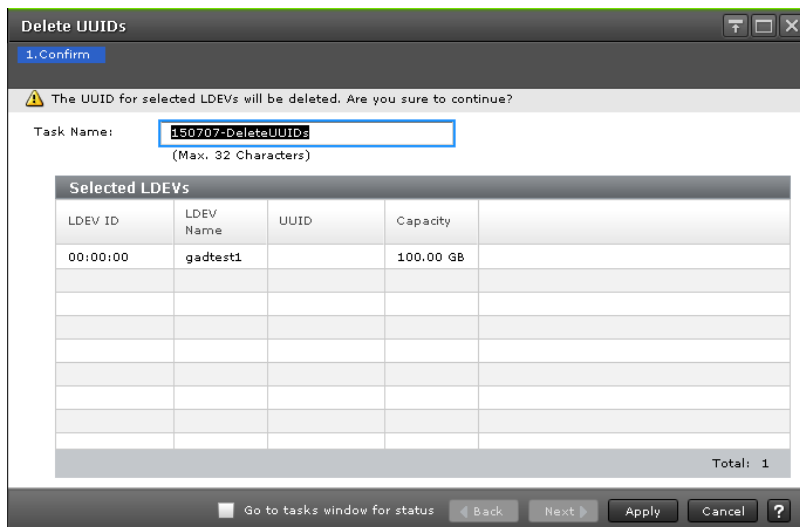 Delete UUIDs
1.Confirm
The UUID for selected LDEVs will be deleted. Are you sure to continue?
Task Name: 150707-DeleteUUIDs
(Max. 32 Characters)
Selected LDEVs
LDEV ID LDEV Name UUID Capacity
00:00:00 gadtest1 100.00 GB
Total: 1
Go to tasks window for status Back Next Apply Cancel ?